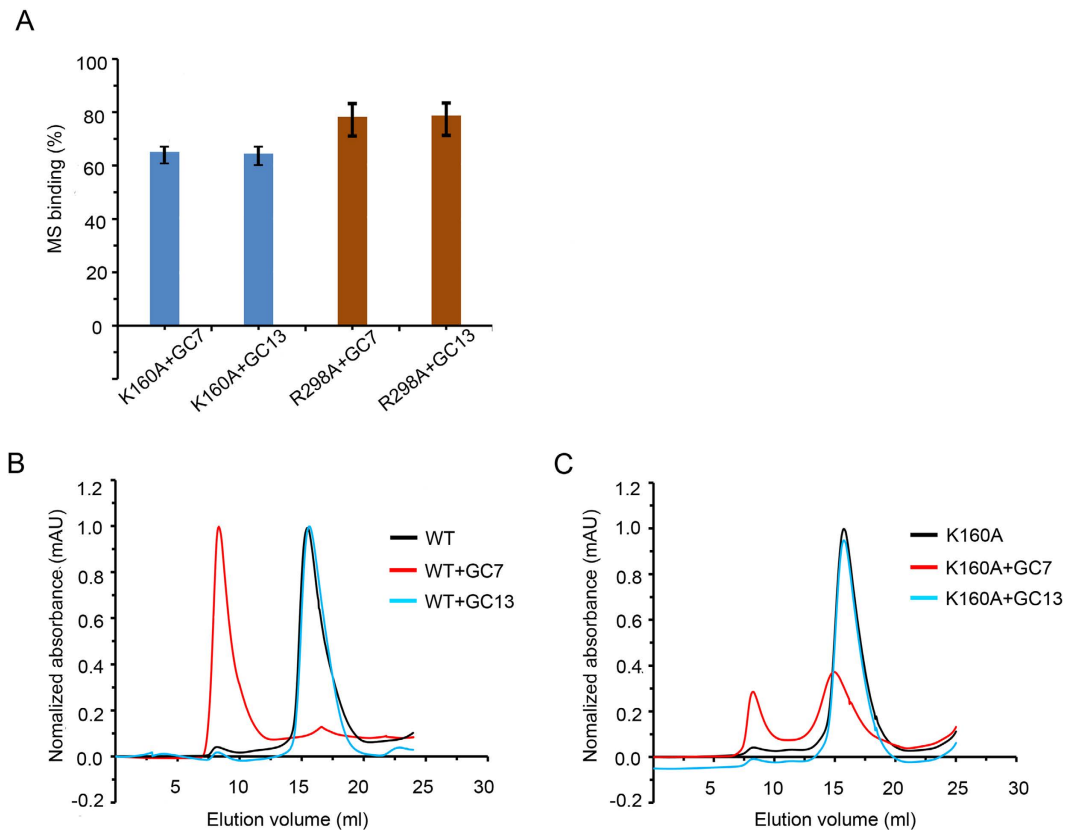 A
MS binding (%)
100
80
60
40
20
0
K160A+GC7
K160A+GC13
R298A+GC7
R298A+GC13
B
Nomalized absorbance (mAU)
1.2
1.0
0.8
0.6
0.4
0.2
0.0
-0.2
5
10
15
20
25
30
Elution volume (ml)
WT
WT+GC7
WT+GC13
C
Normalized absorbance (mAU)
1.2
1.0
0.8
0.6
0.4
0.2
0.0
-0.2
5
10
15
20
25
30
Elution volume (ml)
K160A
K160A+GC7
K160A+GC13